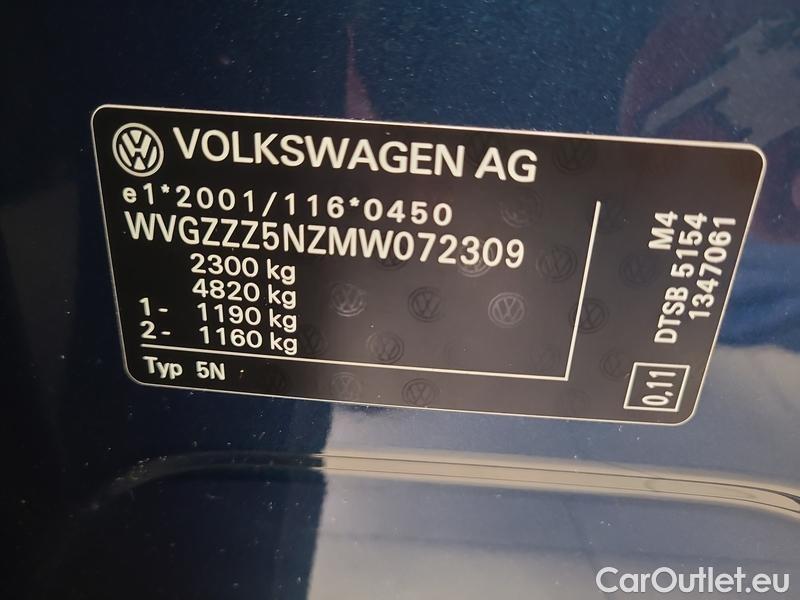 VOLKSWAGEN AG
e1*2001/116*0450
WVGZZZ5NZMW072309
2300 kg
4820 kg
1- 1190 kg
2- 1160 kg
Typ 5N
M4
DTSB 5154
1347061
0,11
CarOutlet.eu